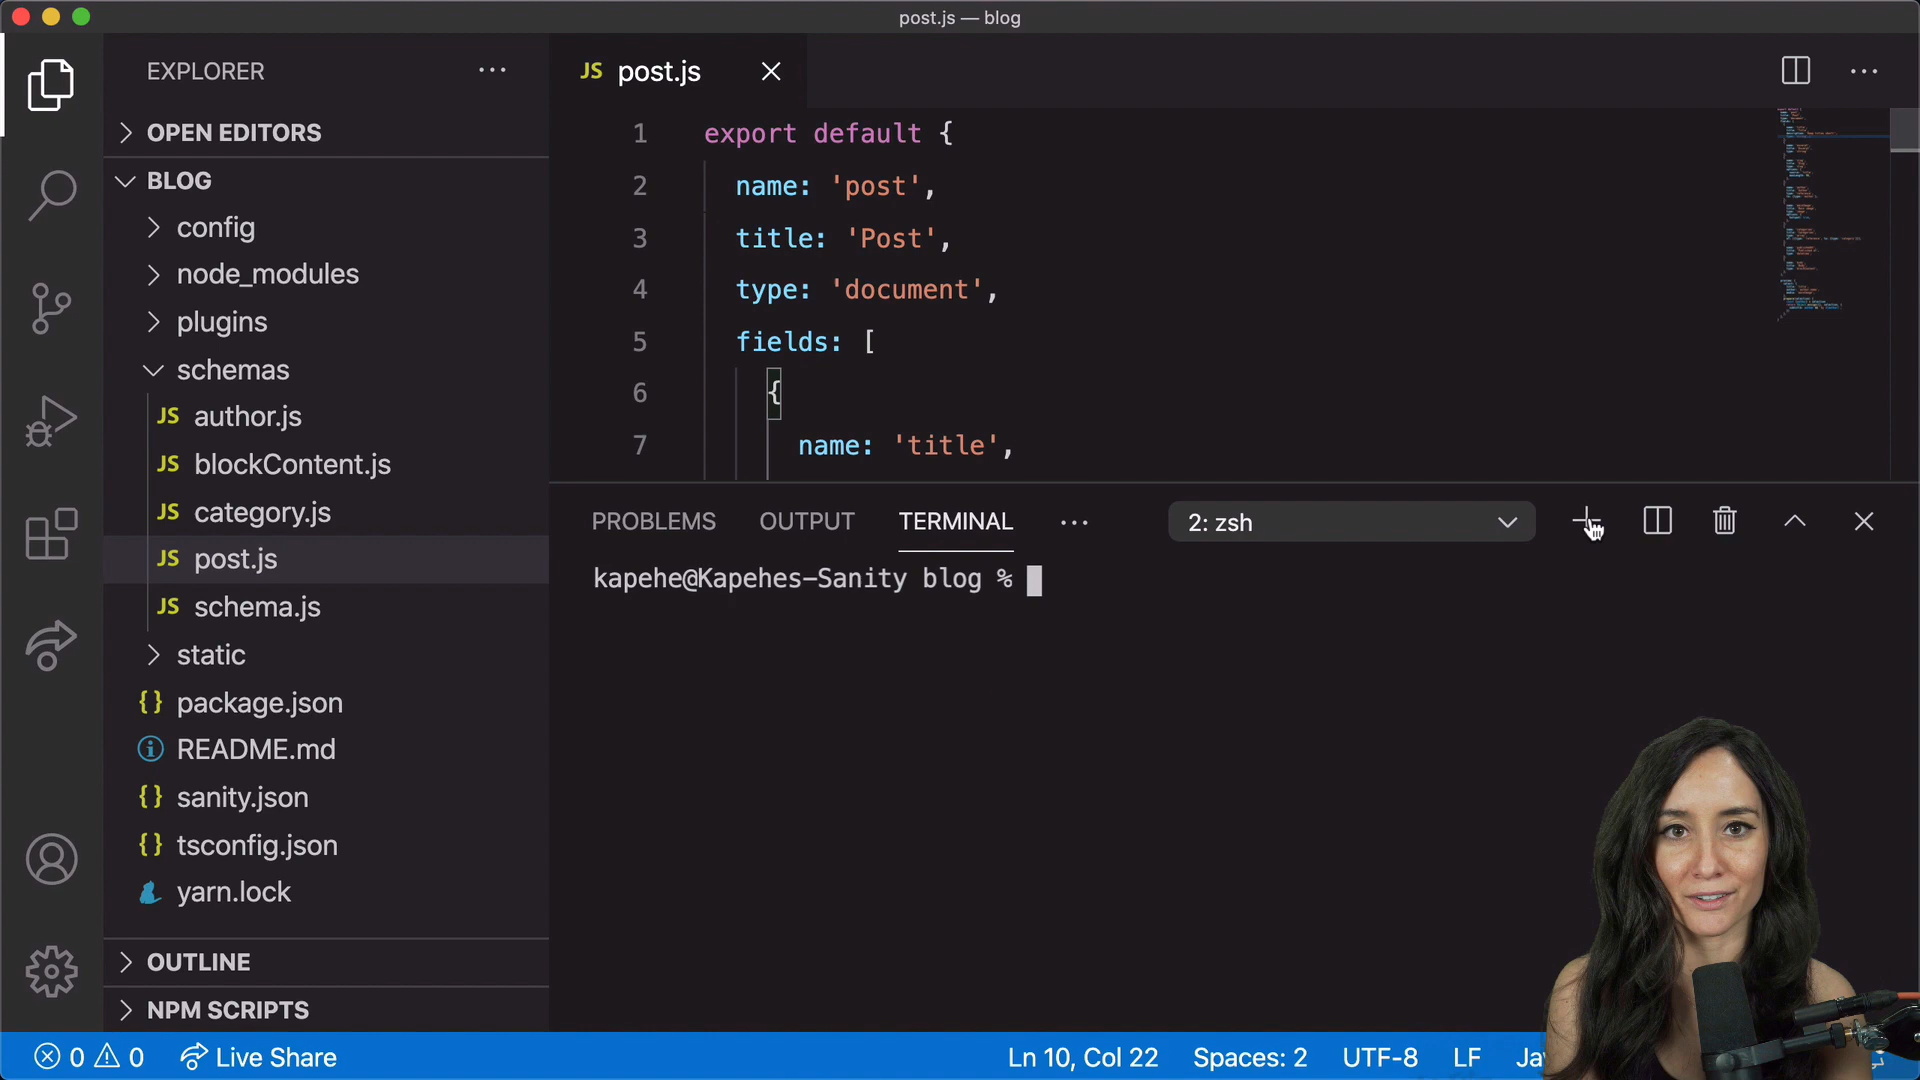 post.js — blog
EXPLORER
OPEN EDITORS
BLOG
config
node_modules
plugins
schemas
JS author.js
JS blockContent.js
JS category.js
JS post.js
JS schema.js
static
{} package.json
README.md
{} sanity.json
{} tsconfig.json
yarn.lock
OUTLINE
NPM SCRIPTS
JS post.js
1 export default {
2 name: 'post',
3 title: 'Post',
4 type: 'document',
5 fields: [
6 {
7 name: 'title',
PROBLEMS OUTPUT TERMINAL 2: zsh
kapehe@Kapehes-Sanity blog %
0 0 Live Share Ln 10, Col 22 Spaces: 2 UTF-8 LF